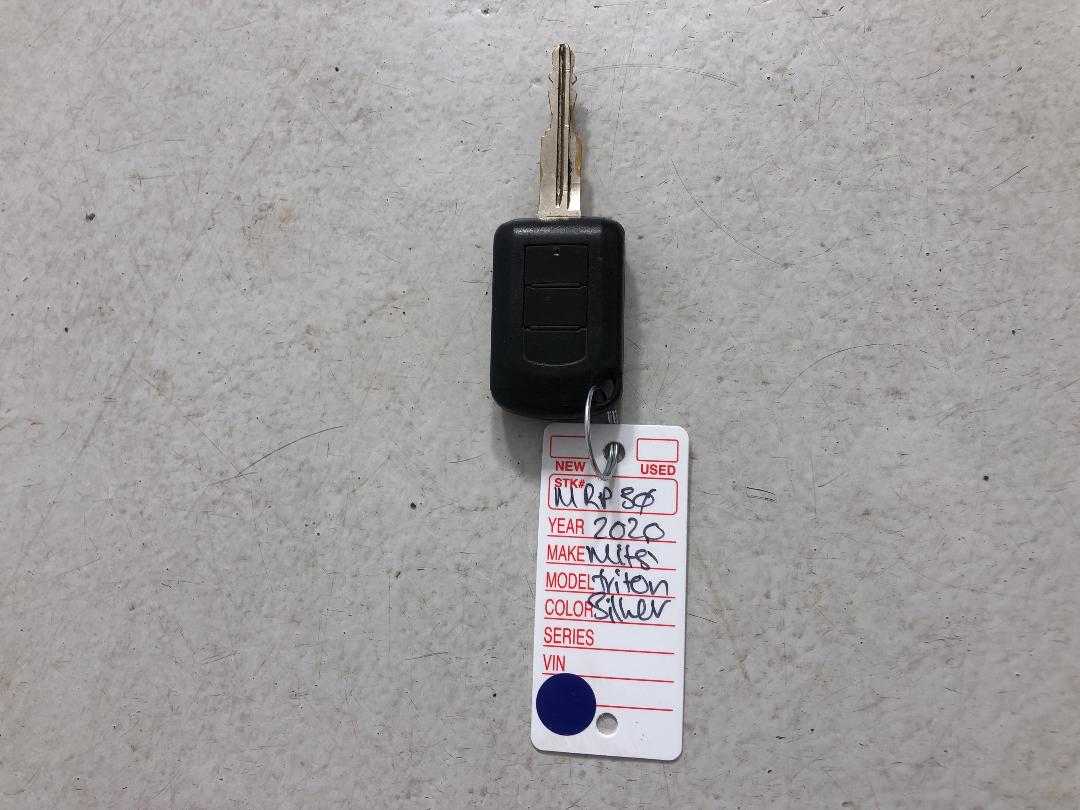 NEW USED
STK# MRP 80
YEAR 2020
MAKE Mits
MODEL triton
COLOR Silver
SERIES
VIN